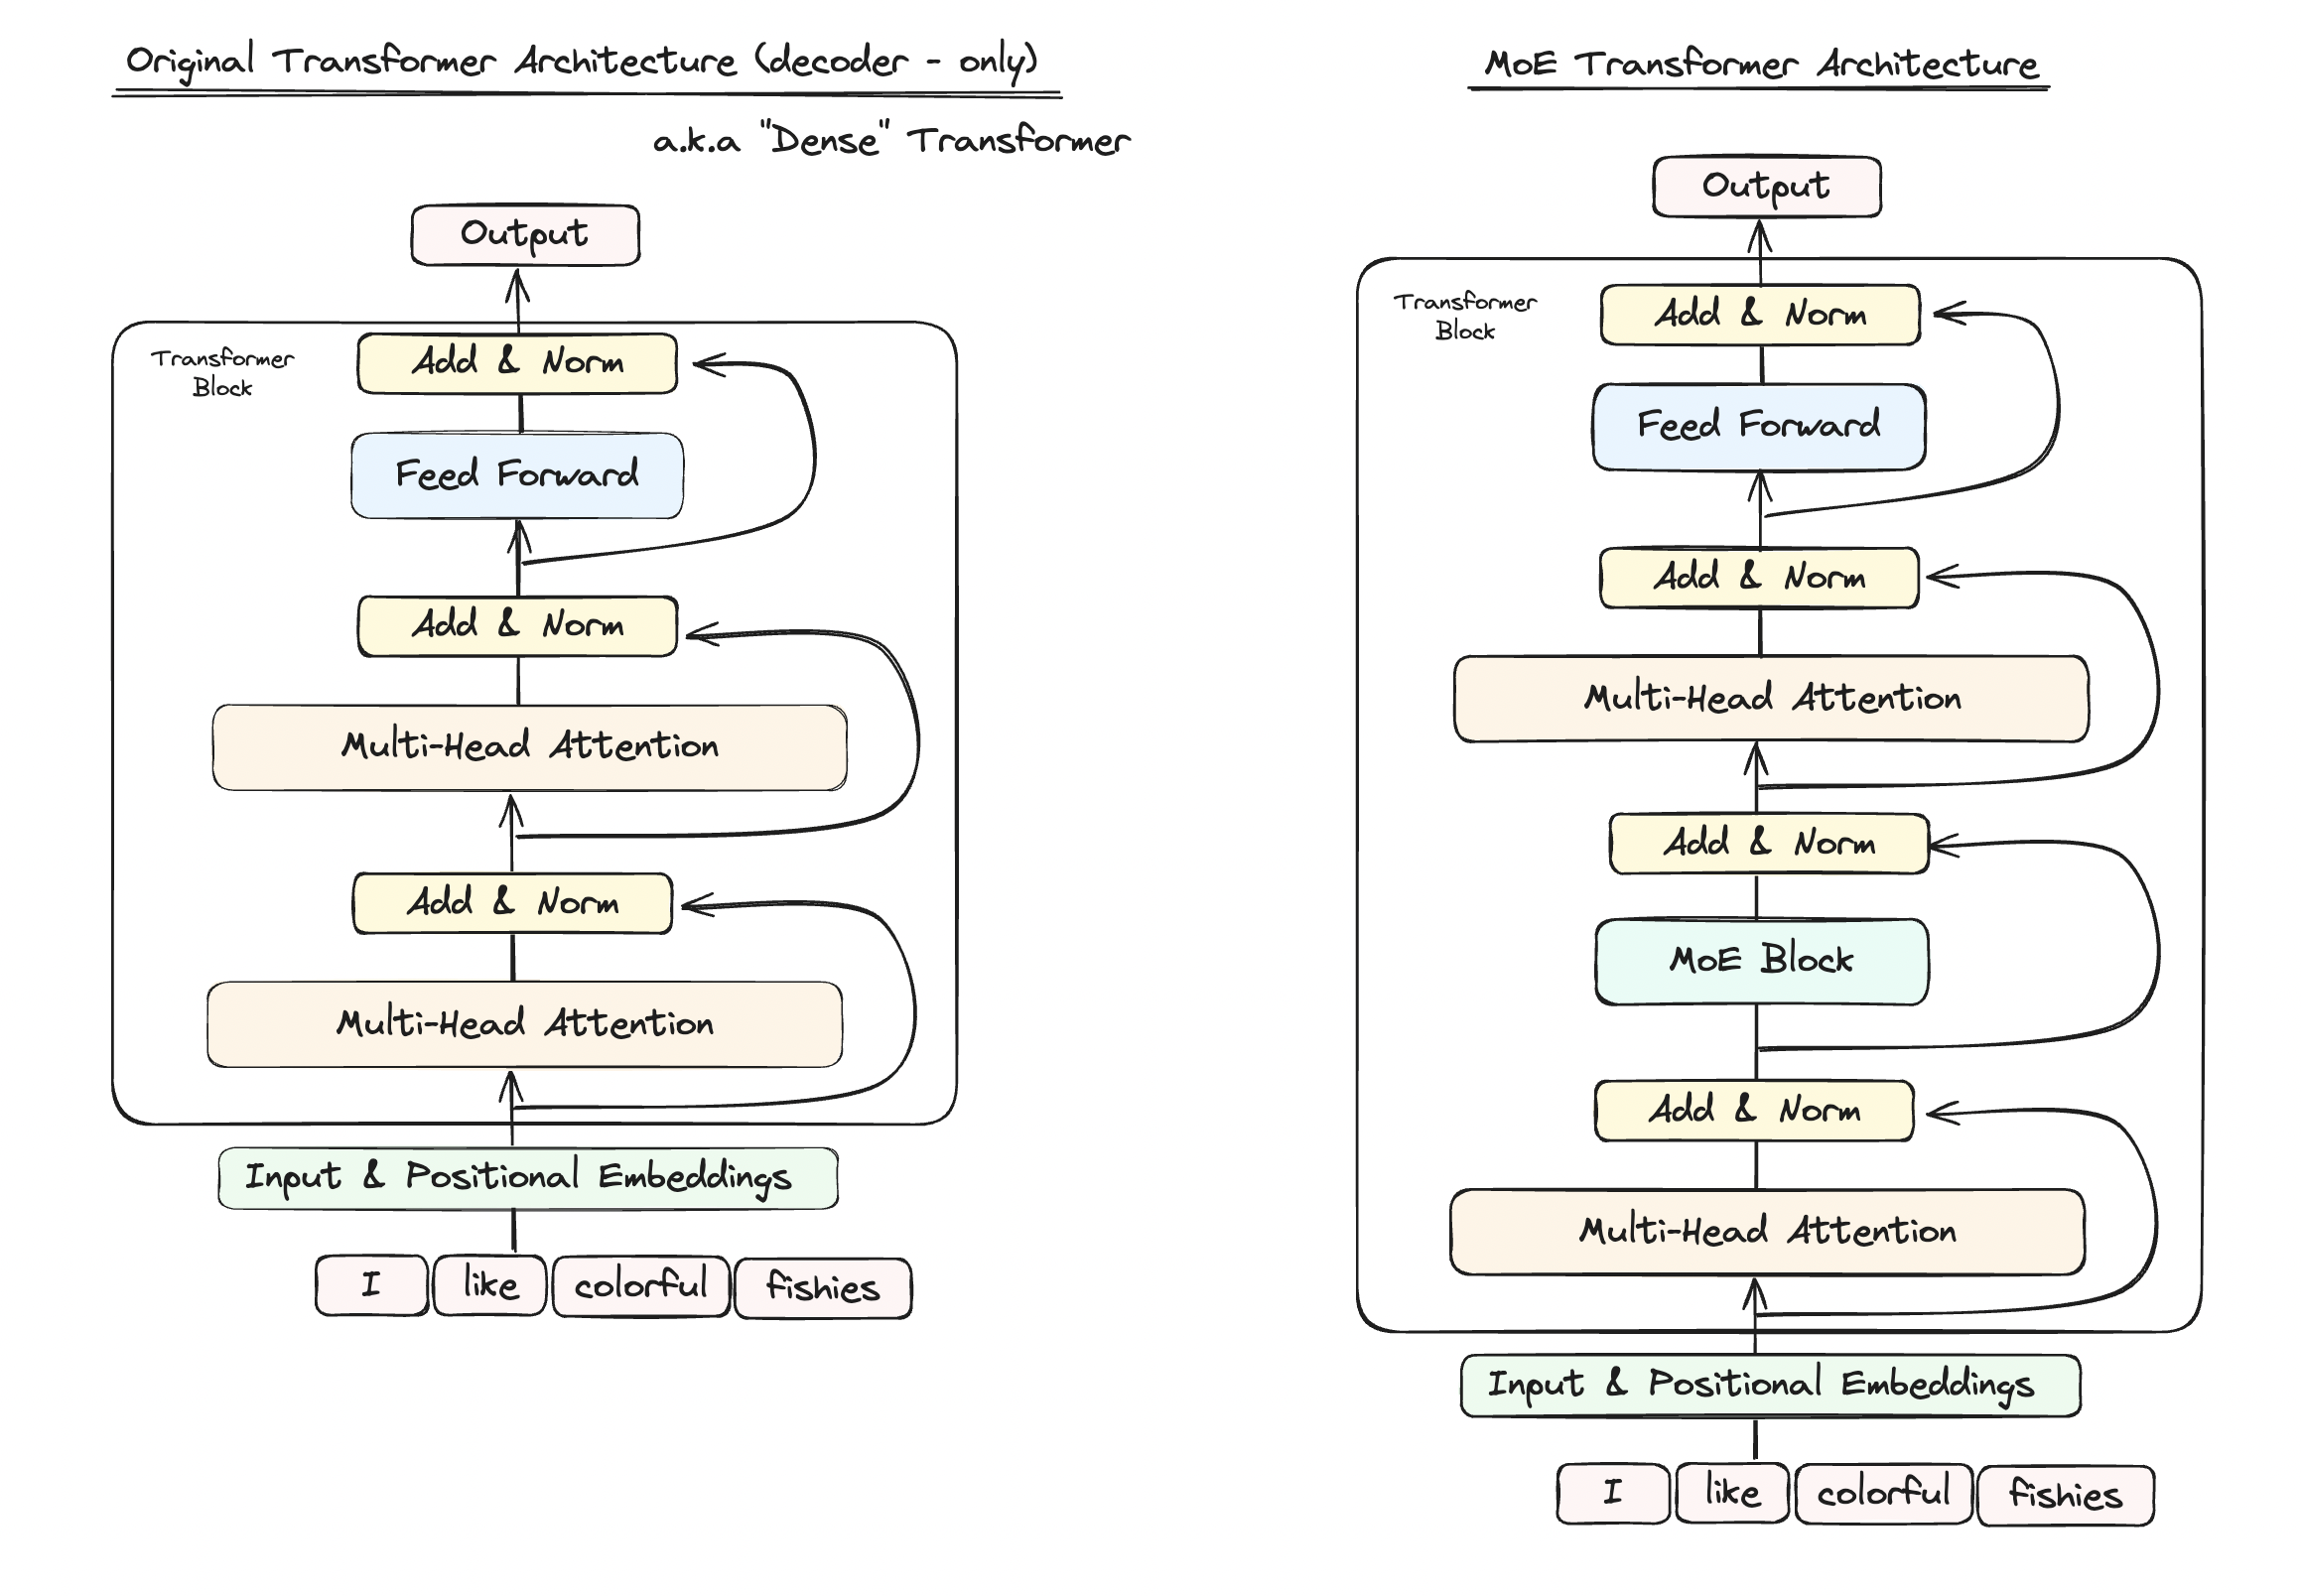 Original Transformer Architecture (decoder - only)
a.k.a "Dense" Transformer
Output
Transformer
Block
Add & Norm
Feed Forward
Add & Norm
Multi-Head Attention
Add & Norm
Multi-Head Attention
Input & Positional Embeddings
I like colorful fishies
MoE Transformer Architecture
Output
Transformer
Block
Add & Norm
Feed Forward
Add & Norm
Multi-Head Attention
Add & Norm
MoE Block
Add & Norm
Multi-Head Attention
Input & Positional Embeddings
I like colorful fishies